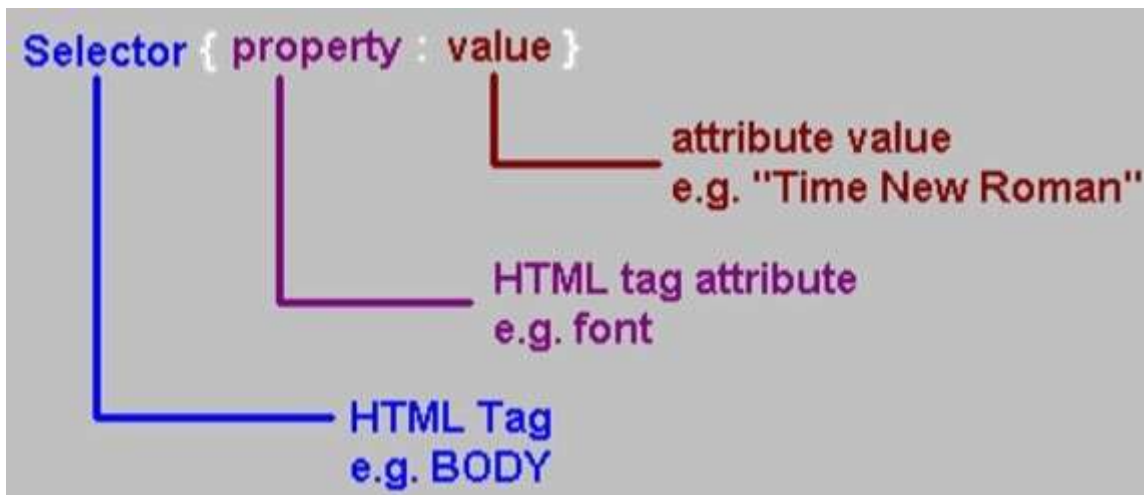 Selector { property : value }
attribute value
e.g. "Time New Roman"
HTML tag attribute
e.g. font
HTML Tag
e.g. BODY